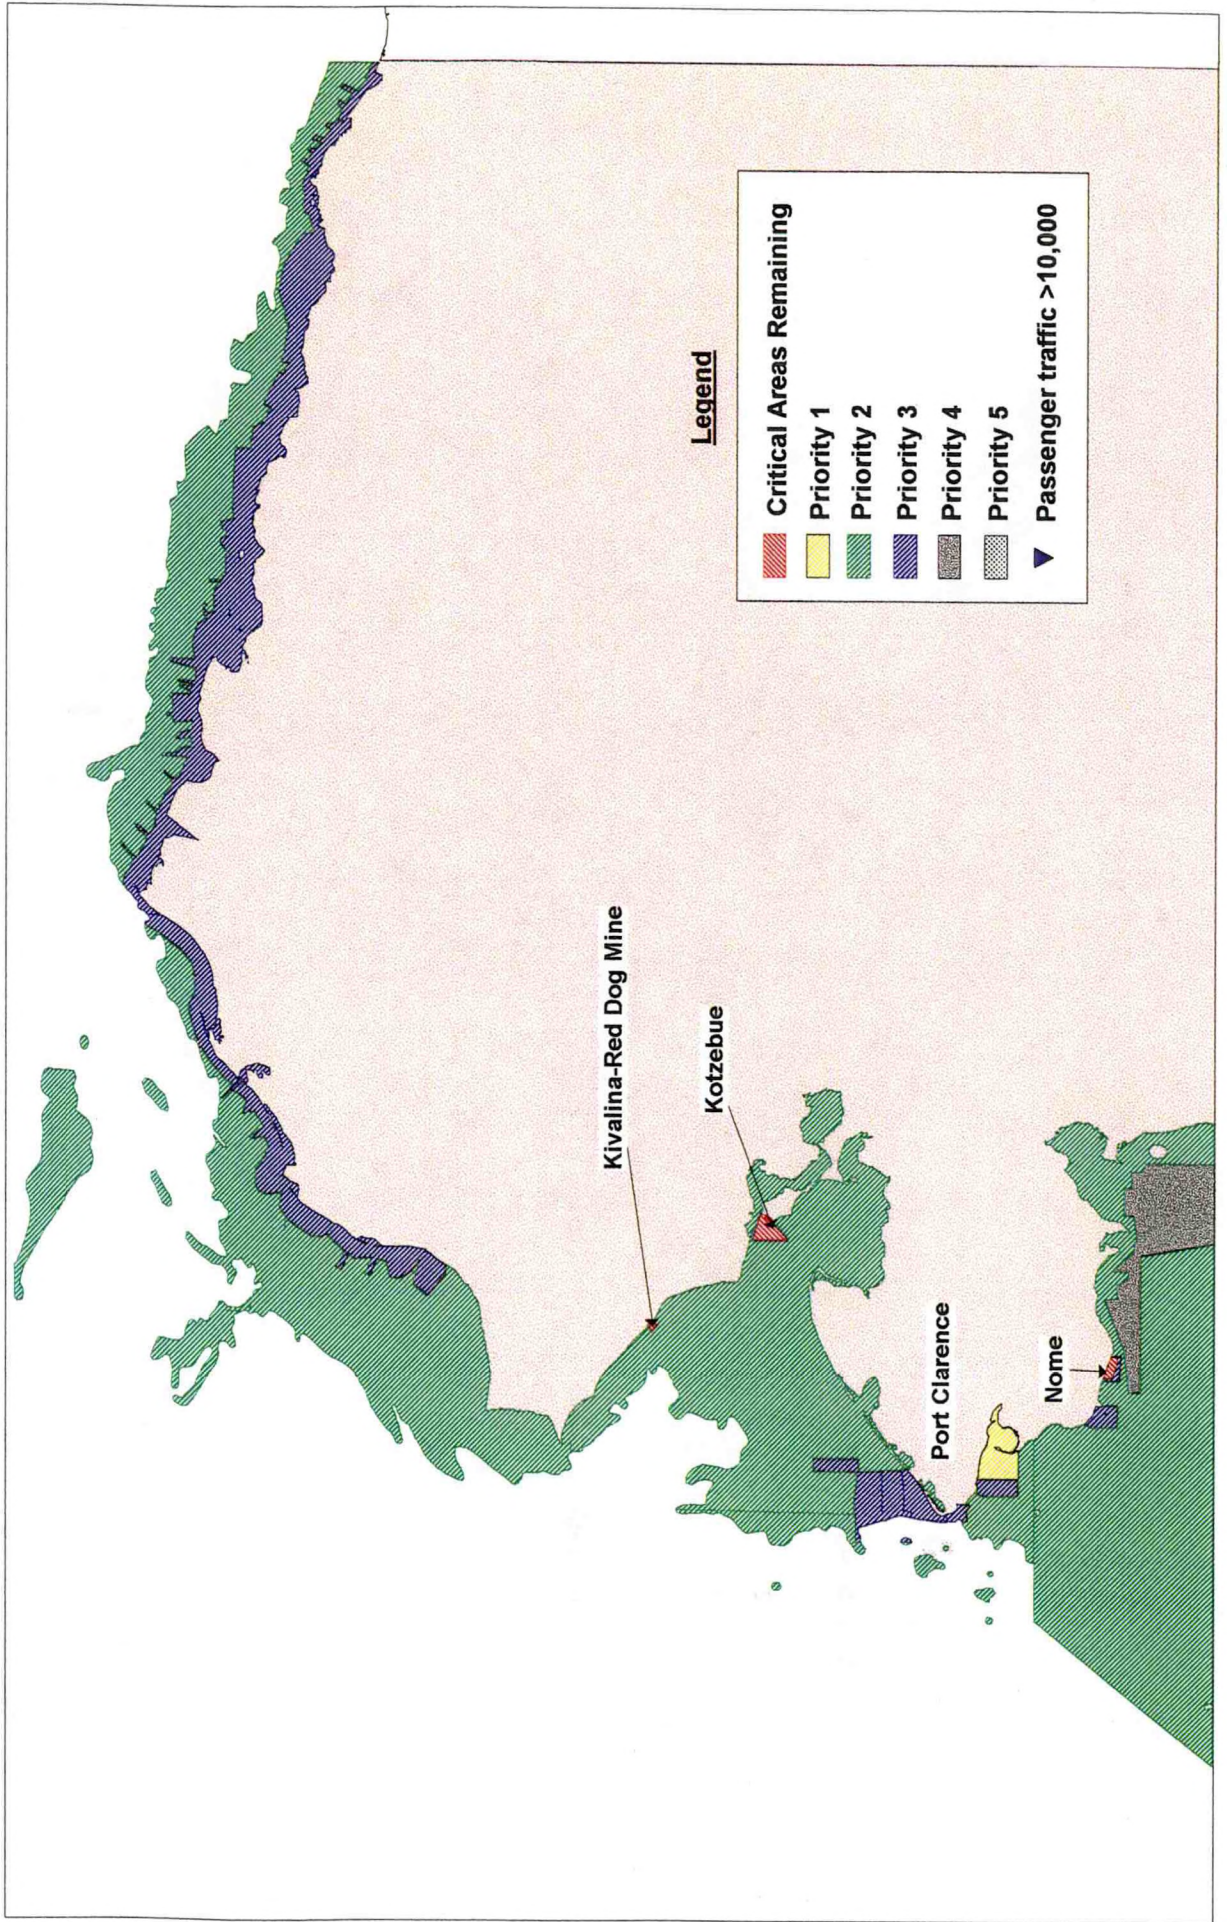 Kivalina-Red Dog Mine
Kotzebue
Port Clarence
Nome
Legend
Critical Areas Remaining
Priority 1
Priority 2
Priority 3
Priority 4
Priority 5
Passenger traffic >10,000